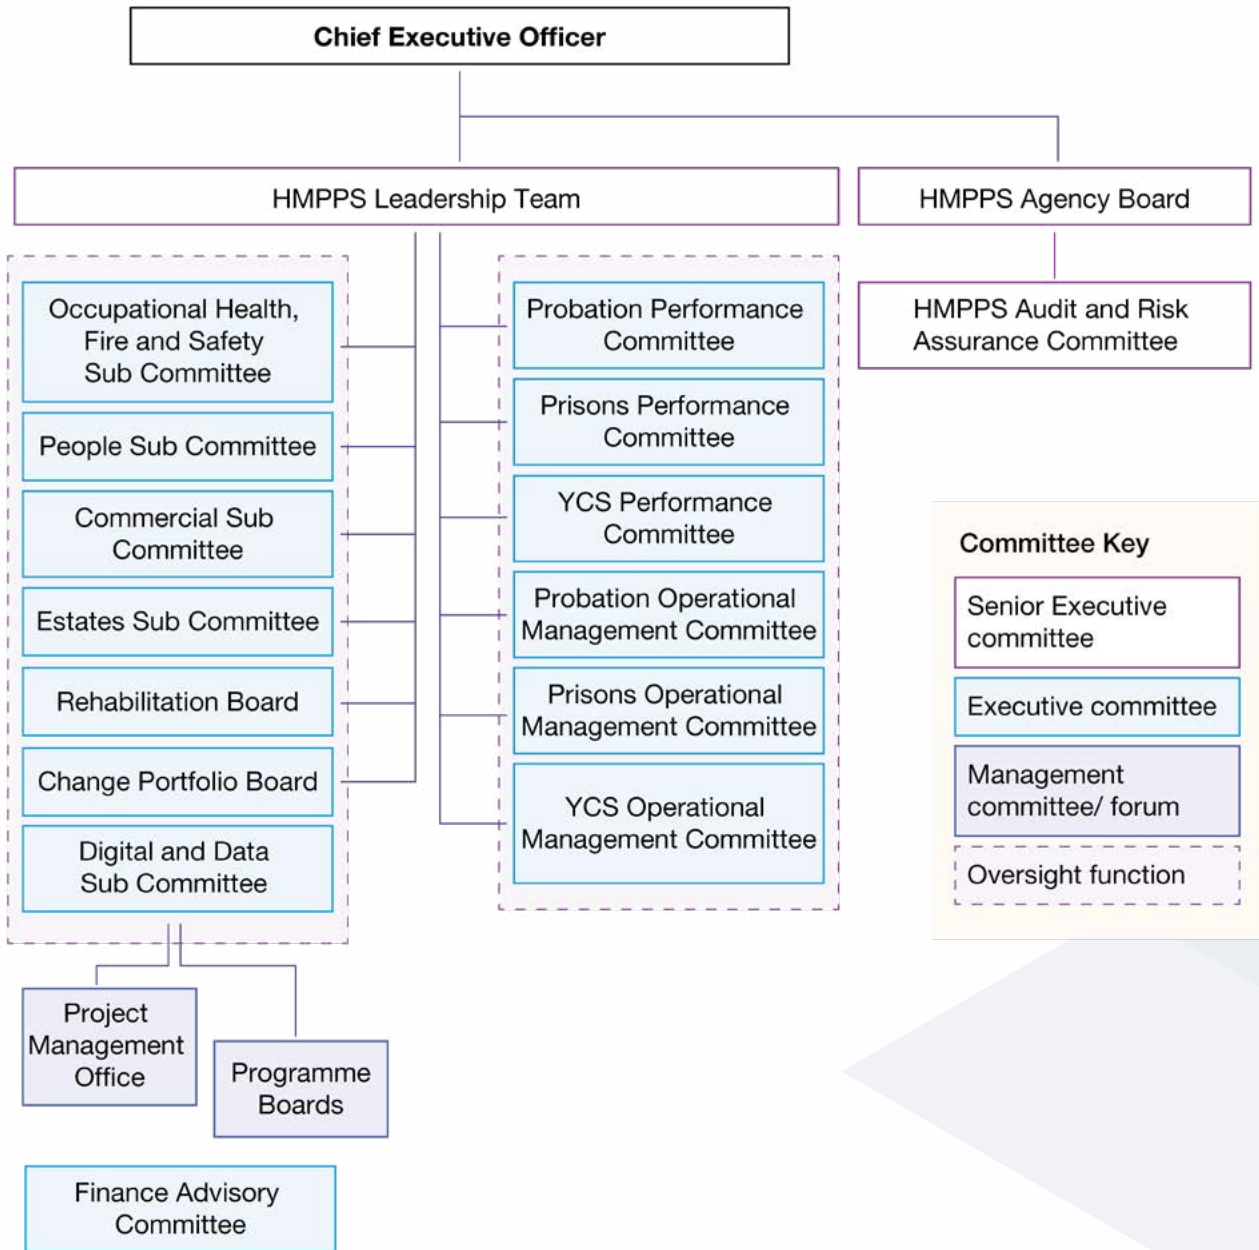 Chief Executive Officer
HMPPS Leadership Team
HMPPS Agency Board
Occupational Health,
Fire and Safety
Sub Committee
People Sub Committee
Commercial Sub
Committee
Estates Sub Committee
Rehabilitation Board
Change Portfolio Board
Digital and Data
Sub Committee
Project
Management
Office
Programme
Boards
Finance Advisory
Committee
Probation Performance
Committee
Prisons Performance
Committee
YCS Performance
Committee
Probation Operational
Management Committee
Prisons Operational
Management Committee
YCS Operational
Management Committee
HMPPS Audit and Risk
Assurance Committee
Committee Key
Senior Executive
committee
Executive committee
Management
committee/ forum
Oversight function